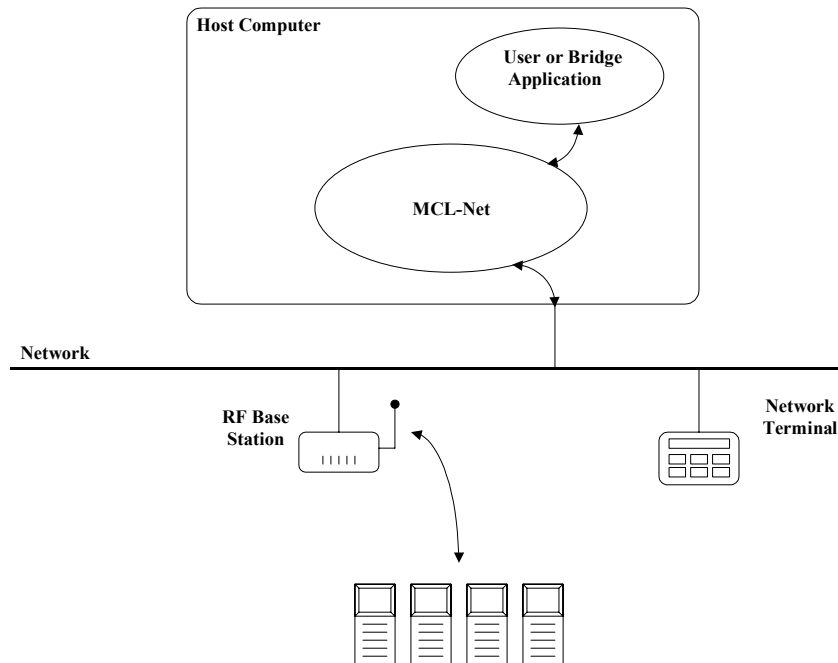 Host Computer
User or Bridge
Application
MCL-Net
Network
RF Base
Station
Network
Terminal